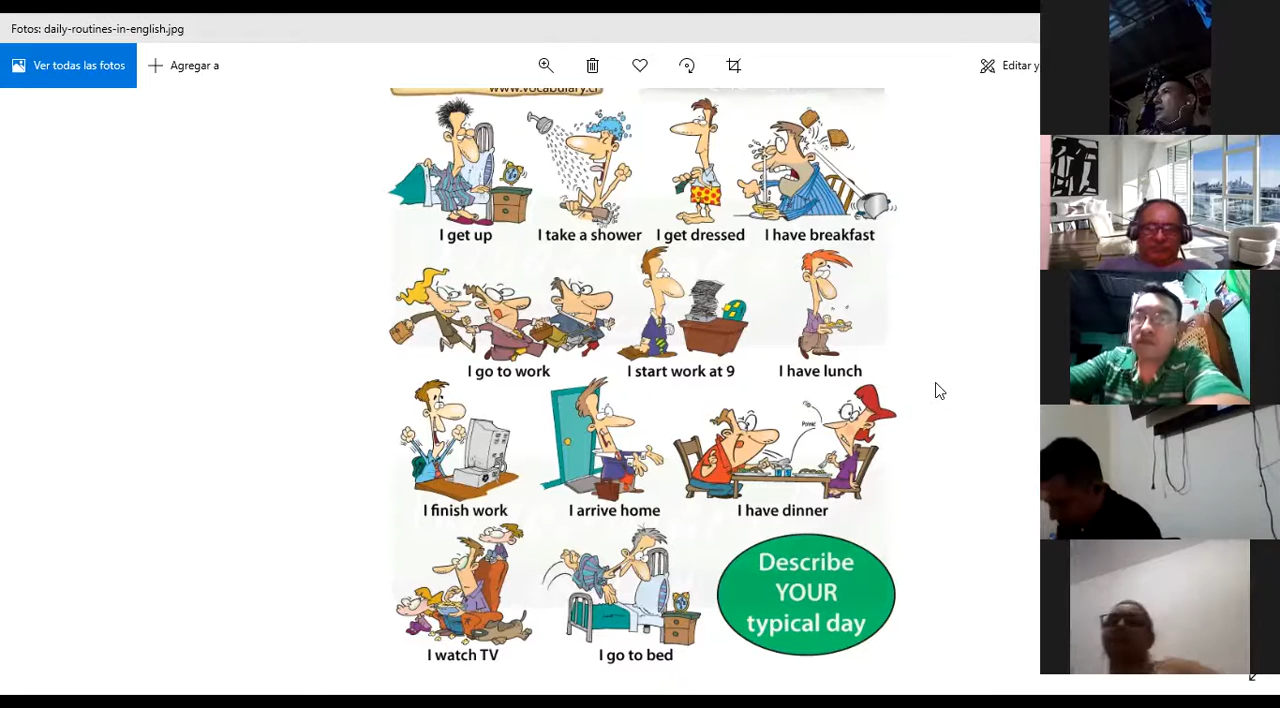 Fotos: daily-routines-in-english.jpg
Ver todas las fotos
Agregar a
Editar y
I get up
I take a shower
I get dressed
I have breakfast
I go to work
I start work at 9
I have lunch
I finish work
I arrive home
I have dinner
I watch TV
I go to bed
Describe
YOUR
typical day